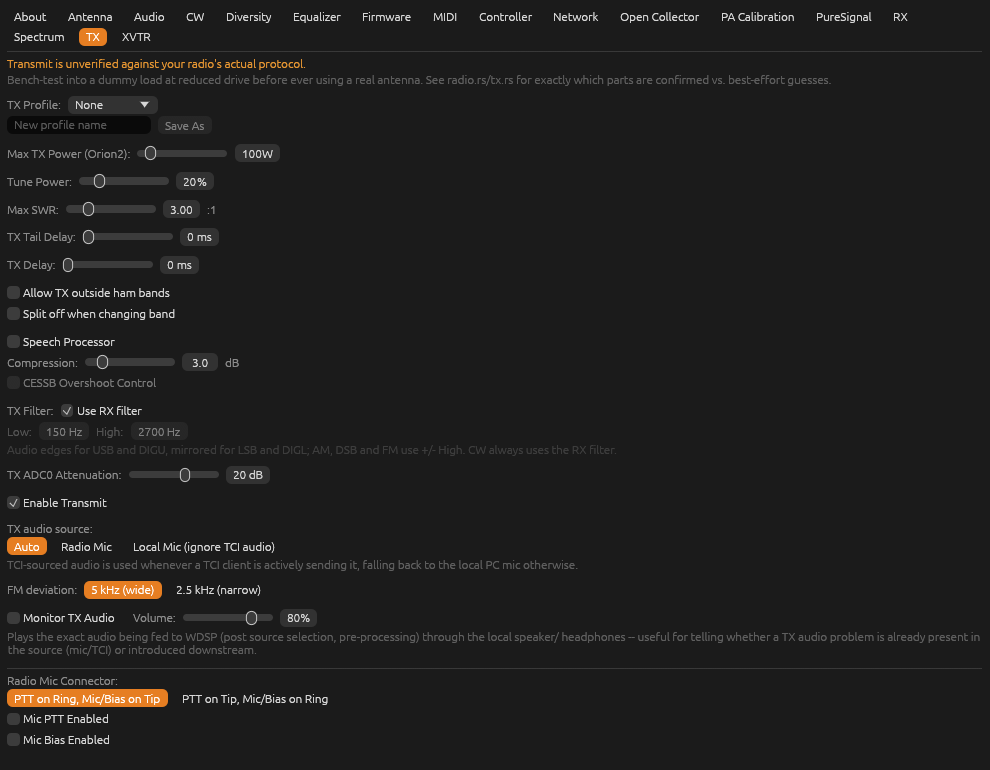 About Antenna Audio CW Diversity Equalizer Firmware MIDI Controller Network Open Collector PA Calibration PureSignal RX
Spectrum TX XVTR
Transmit is unverified against your radio's actual protocol.
Bench-test into a dummy load at reduced drive before ever using a real antenna. See radio.rs/tx.rs for exactly which parts are confirmed vs. best-effort guesses.
TX Profile: None
New profile name Save As
Max TX Power (Orion2): 100W
Tune Power: 20%
Max SWR: 3.00 :1
TX Tail Delay: 0 ms
TX Delay: 0 ms
Allow TX outside ham bands
Split off when changing band
Speech Processor
Compression: 3.0 dB
CESSB Overshoot Control
TX Filter: Use RX filter
Low: 150 Hz High: 2700 Hz
Audio edges for USB and DIGU, mirrored for LSB and DIGL; AM, DSB and FM use +/- High. CW always uses the RX filter.
TX ADC0 Attenuation: 20 dB
Enable Transmit
TX audio source:
Auto Radio Mic Local Mic (ignore TCI audio)
TCI-sourced audio is used whenever a TCI client is actively sending it, falling back to the local PC mic otherwise.
FM deviation: 5 kHz (wide) 2.5 kHz (narrow)
Monitor TX Audio Volume: 80%
Plays the exact audio being fed to WDSP (post source selection, pre-processing) through the local speaker/ headphones – useful for telling whether a TX audio problem is already present in
the source (mic/TCI) or introduced downstream.
Radio Mic Connector:
PTT on Ring, Mic/Bias on Tip PTT on Tip, Mic/Bias on Ring
Mic PTT Enabled
Mic Bias Enabled